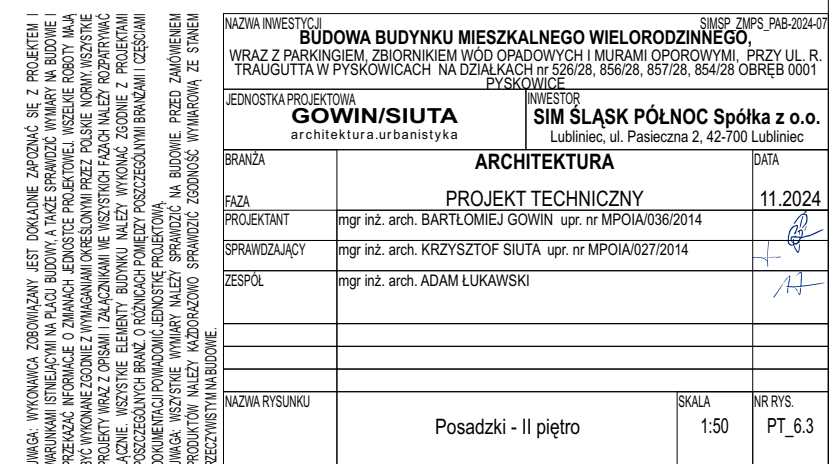 UWAGA: WYKONAWCA ZOBOWIĄZANY JEST DOKŁADNIE ZAPOZNAĆ SIĘ Z PROJEKTEM I
WARUNKAMI ISTNIEJĄCYMI NA PLACU BUDOWY, A TAKŻE SPRAWDZIĆ WYMIARY NA BUDOWIE I
PRZEKAZAĆ INFORMACJE O ZMIANACH JEDNOSTCE PROJEKTOWEJ. WSZELKIE ROBOTY MAJĄ
BYĆ WYKONANE ZGODNIE Z WYMAGANIAMI OKREŚLONYMI PRZEZ POLSKIE NORMY. WSZYSTKIE
PROJEKTY WRAZ Z OPISAMI I ZAŁĄCZNIKAMI WE WSZYSTKICH FAZACH NALEŻY ROZPATRYWAĆ
ŁĄCZNIE. WSZYSTKIE ELEMENTY BUDYNKU NALEŻY WYKONAĆ ZGODNIE Z PROJEKTAMI
POSZCZEGÓLNYCH BRANŻ. O RÓŻNICACH POMIĘDZY POSZCZEGÓLNYMI BRANŻAMI I CZĘŚCIAMI
DOKUMENTACJI POWIADOMIĆ JEDNOSTKĘ PROJEKTOWĄ.
UWAGA: WSZYSTKIE WYMIARY NALEŻY SPRAWDZIĆ NA BUDOWIE. PRZED ZAMÓWIENIEM
PRODUKTÓW NALEŻY KAŻDORAZOWO SPRAWDZIĆ ZGODNOŚĆ WYMIAROWĄ ZE STANEM
RZECZYWISTYM NA BUDOWIE.
NAZWA INWESTYCJI SIMSP_ZMPS_PAB-2024-07
BUDOWA BUDYNKU MIESZKALNEGO WIELORODZINNEGO,
WRAZ Z PARKINGIEM, ZBIORNIKIEM WÓD OPADOWYCH I MURAMI OPOROWYMI, PRZY UL. R.
TRAUGUTTA W PYSKOWICACH NA DZIAŁKACH nr 526/28, 856/28, 857/28, 854/28 OBRĘB 0001
PYSKOWICE
JEDNOSTKA PROJEKTOWA
GOWIN/SIUTA
architektura.urbanistyka
INWESTOR
SIM ŚLĄSK PÓŁNOC Spółka z o.o.
Lubliniec, ul. Pasieczna 2, 42-700 Lubliniec
BRANŻA ARCHITEKTURA DATA
FAZA PROJEKT TECHNICZNY 11.2024
PROJEKTANT mgr inż. arch. BARTŁOMIEJ GOWIN upr. nr MPOIA/036/2014
SPRAWDZAJĄCY mgr inż. arch. KRZYSZTOF SIUTA upr. nr MPOIA/027/2014
ZESPÓŁ mgr inż. arch. ADAM ŁUKAWSKI
NAZWA RYSUNKU SKALA NR RYS.
Posadzki - II piętro 1:50 PT_6.3